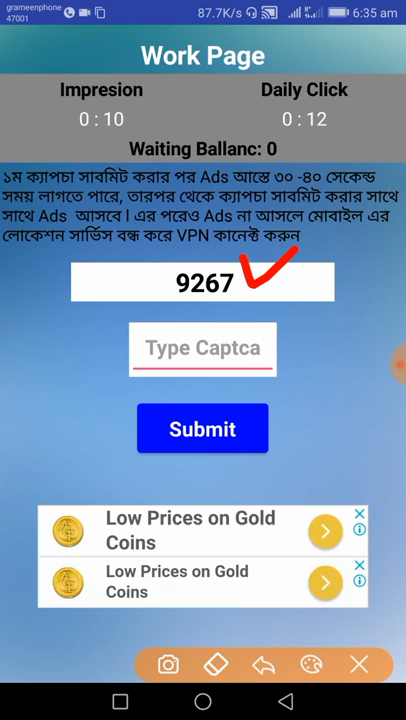 grameenphone
47001
87.7K/s
6:35 am
Work Page
Impresion Daily Click
0 : 10 0 : 12
Waiting Ballanc: 0
১ম ক্যাপচা সাবমিট করার পর Ads আস্তে ৩০ -৪০ সেকেন্ড
সময় লাগতে পারে, তারপর থেকে ক্যাপচা সাবমিট করার সাথে
সাথে Ads আসবে। এর পরেও Ads না আসলে মোবাইল এর
লোকেশন সার্ভিস বন্ধ করে VPN কানেক্ট করুন
9267
Type Captca
Submit
Low Prices on Gold
Coins
Low Prices on Gold
Coins